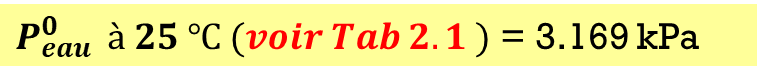 P⁰eau à 25 °C (voir Tab 2.1 ) = 3.169 kPa